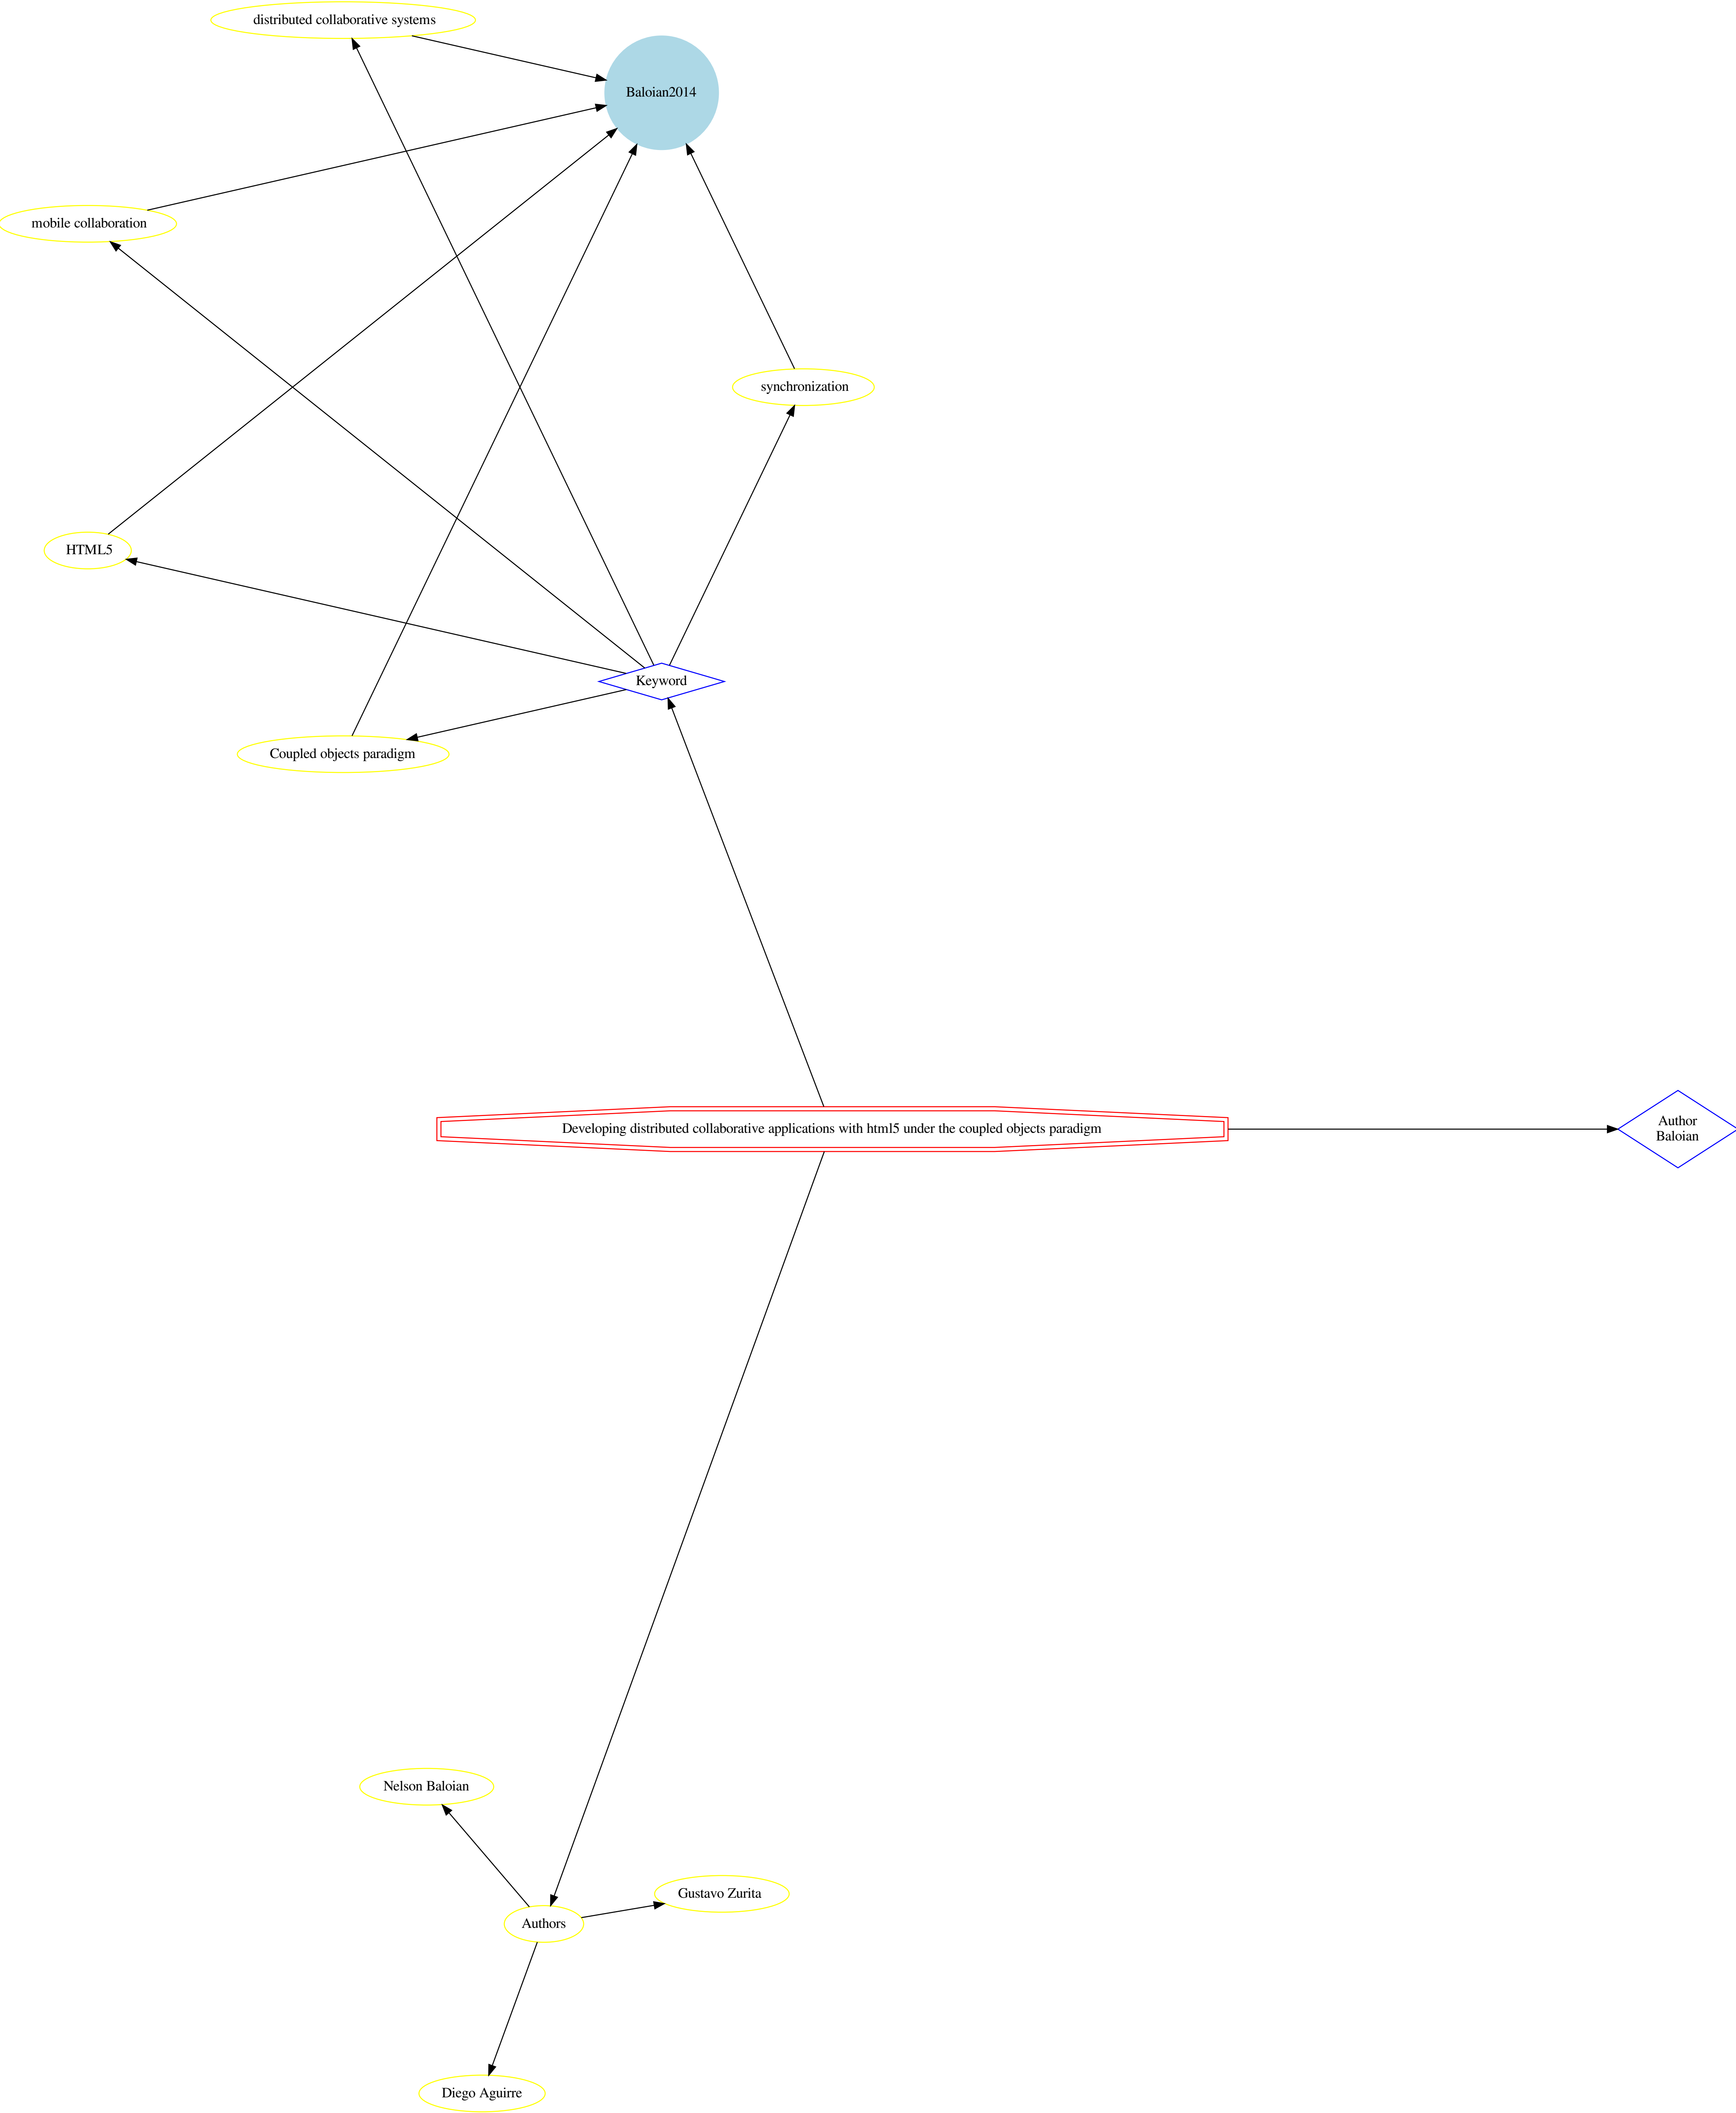 distributed collaborative systems
Baloian2014
mobile collaboration
synchronization
HTML5
Keyword
Coupled objects paradigm
Developing distributed collaborative applications with html5 under the coupled objects paradigm
Author
Baloian
Nelson Baloian
Gustavo Zurita
Authors
Diego Aguirre